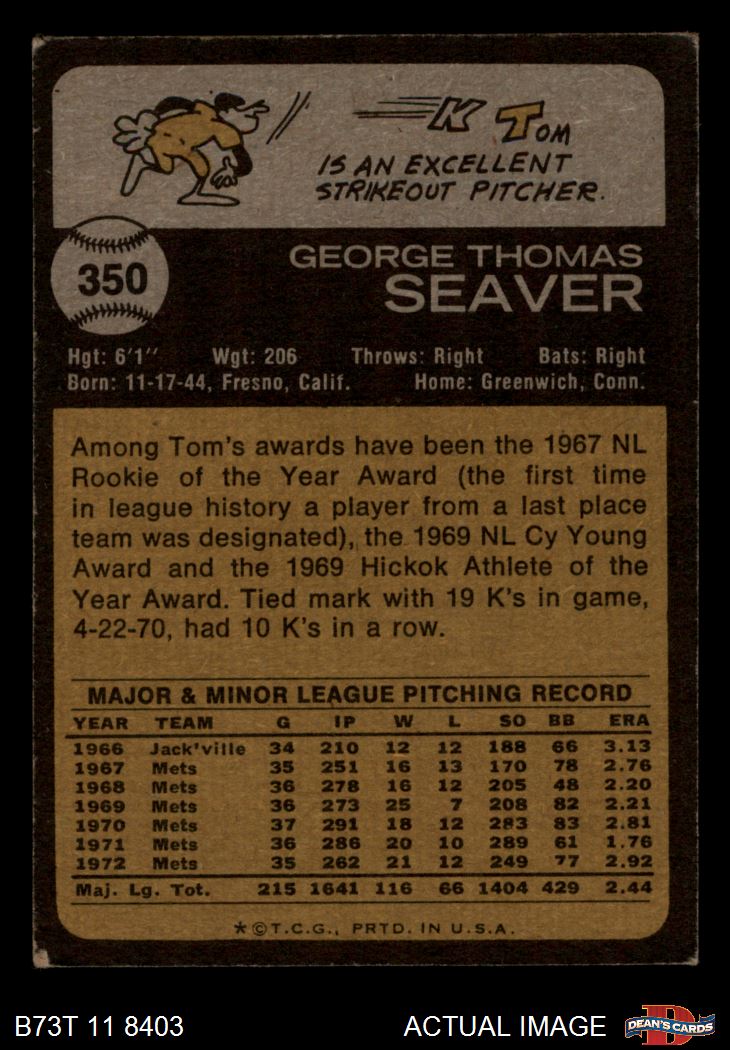 K Tom
IS AN EXCELLENT
STRIKEOUT PITCHER.
350
GEORGE THOMAS
SEAVER
Hgt: 6'1" Wgt: 206 Throws: Right Bats: Right
Born: 11-17-44, Fresno, Calif. Home: Greenwich, Conn.
Among Tom's awards have been the 1967 NL
Rookie of the Year Award (the first time
in league history a player from a last place
team was designated), the 1969 NL Cy Young
Award and the 1969 Hickok Athlete of the
Year Award. Tied mark with 19 K's in game,
4-22-70, had 10 K's in a row.
MAJOR & MINOR LEAGUE PITCHING RECORD
YEAR TEAM G IP W L SO BB ERA
1966 Jack'ville 34 210 12 12 188 66 3.13
1967 Mets 35 251 16 13 170 78 2.76
1968 Mets 36 278 16 12 205 48 2.20
1969 Mets 36 273 25 7 208 82 2.21
1970 Mets 37 291 18 12 283 83 2.81
1971 Mets 36 286 20 10 289 61 1.76
1972 Mets 35 262 21 12 249 77 2.92
Maj. Lg. Tot. 215 1641 116 66 1404 429 2.44
*©T.C.G., PRTD. IN U.S.A.
B73T 11 8403 ACTUAL IMAGE
D
DEAN'S CARDS